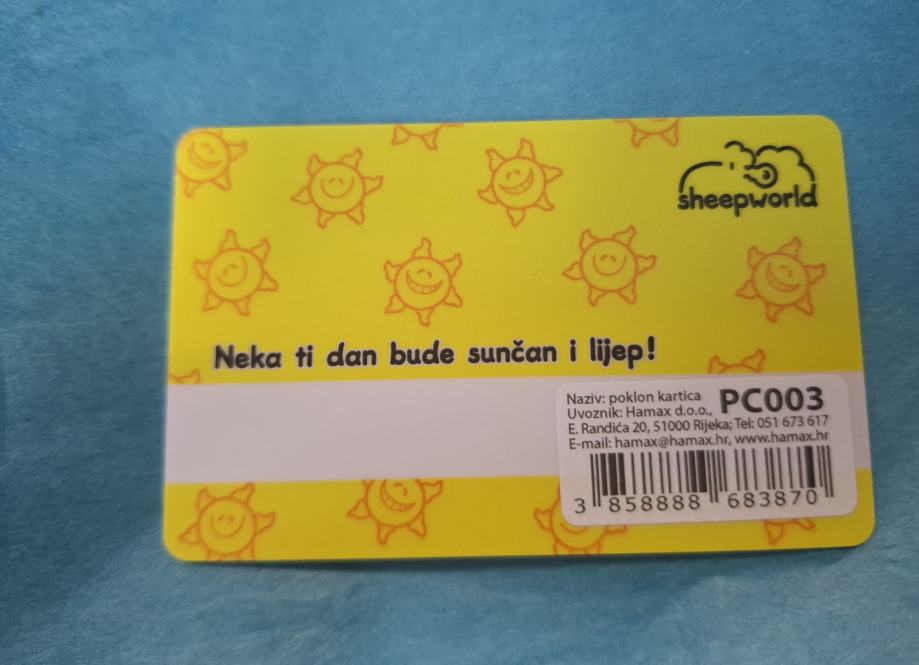 sheepworld
Neka ti dan bude sunčan i lijep!
Naziv: poklon kartica PC003
Uvoznik: Hamax d.o.o.,
E. Randića 20, 51000 Rijeka; Tel: 051 673 617
E-mail: hamax@hamax.hr, www.hamax.hr
3 858888 683870